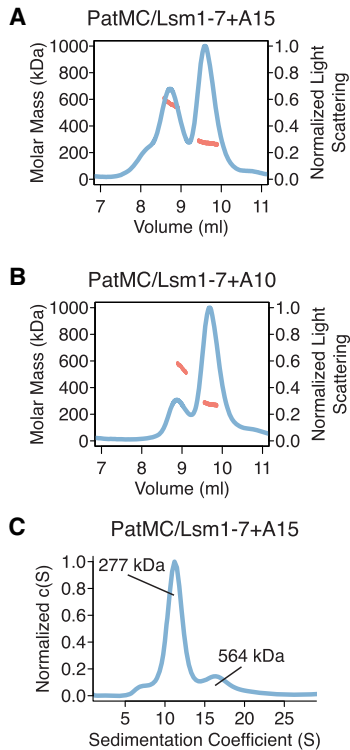 A
PatMC/Lsm1-7+A15
Molar Mass (kDa)
1000
800
600
400
200
0
1.0
0.8
0.6
0.4
0.2
0.0
Normalized Light
Scattering
7 8 9 10 11
Volume (ml)
B
PatMC/Lsm1-7+A10
Molar Mass (kDa)
1000
800
600
400
200
0
1.0
0.8
0.6
0.4
0.2
0.0
Normalized Light
Scattering
7 8 9 10 11
Volume (ml)
C
PatMC/Lsm1-7+A15
Normalized c(S)
1.0
0.8
0.6
0.4
0.2
0.0
277 kDa
564 kDa
5 10 15 20 25
Sedimentation Coefficient (S)